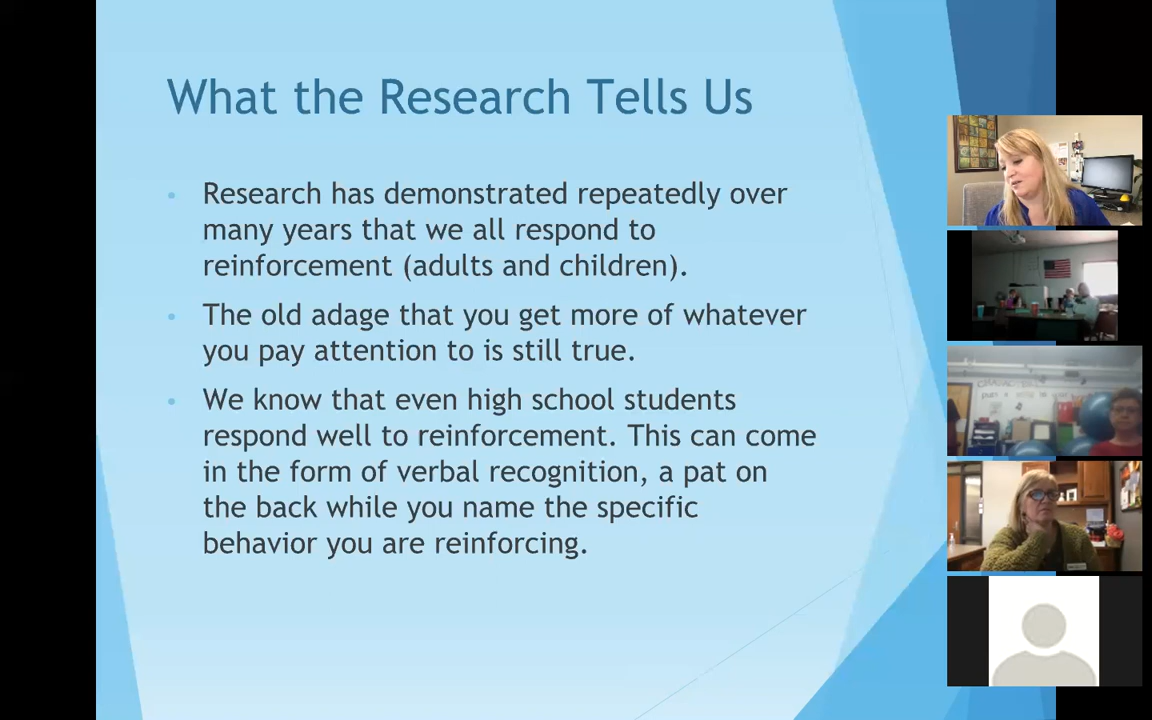 What the Research Tells Us
• Research has demonstrated repeatedly over
many years that we all respond to
reinforcement (adults and children).
• The old adage that you get more of whatever
you pay attention to is still true.
• We know that even high school students
respond well to reinforcement. This can come
in the form of verbal recognition, a pat on
the back while you name the specific
behavior you are reinforcing.